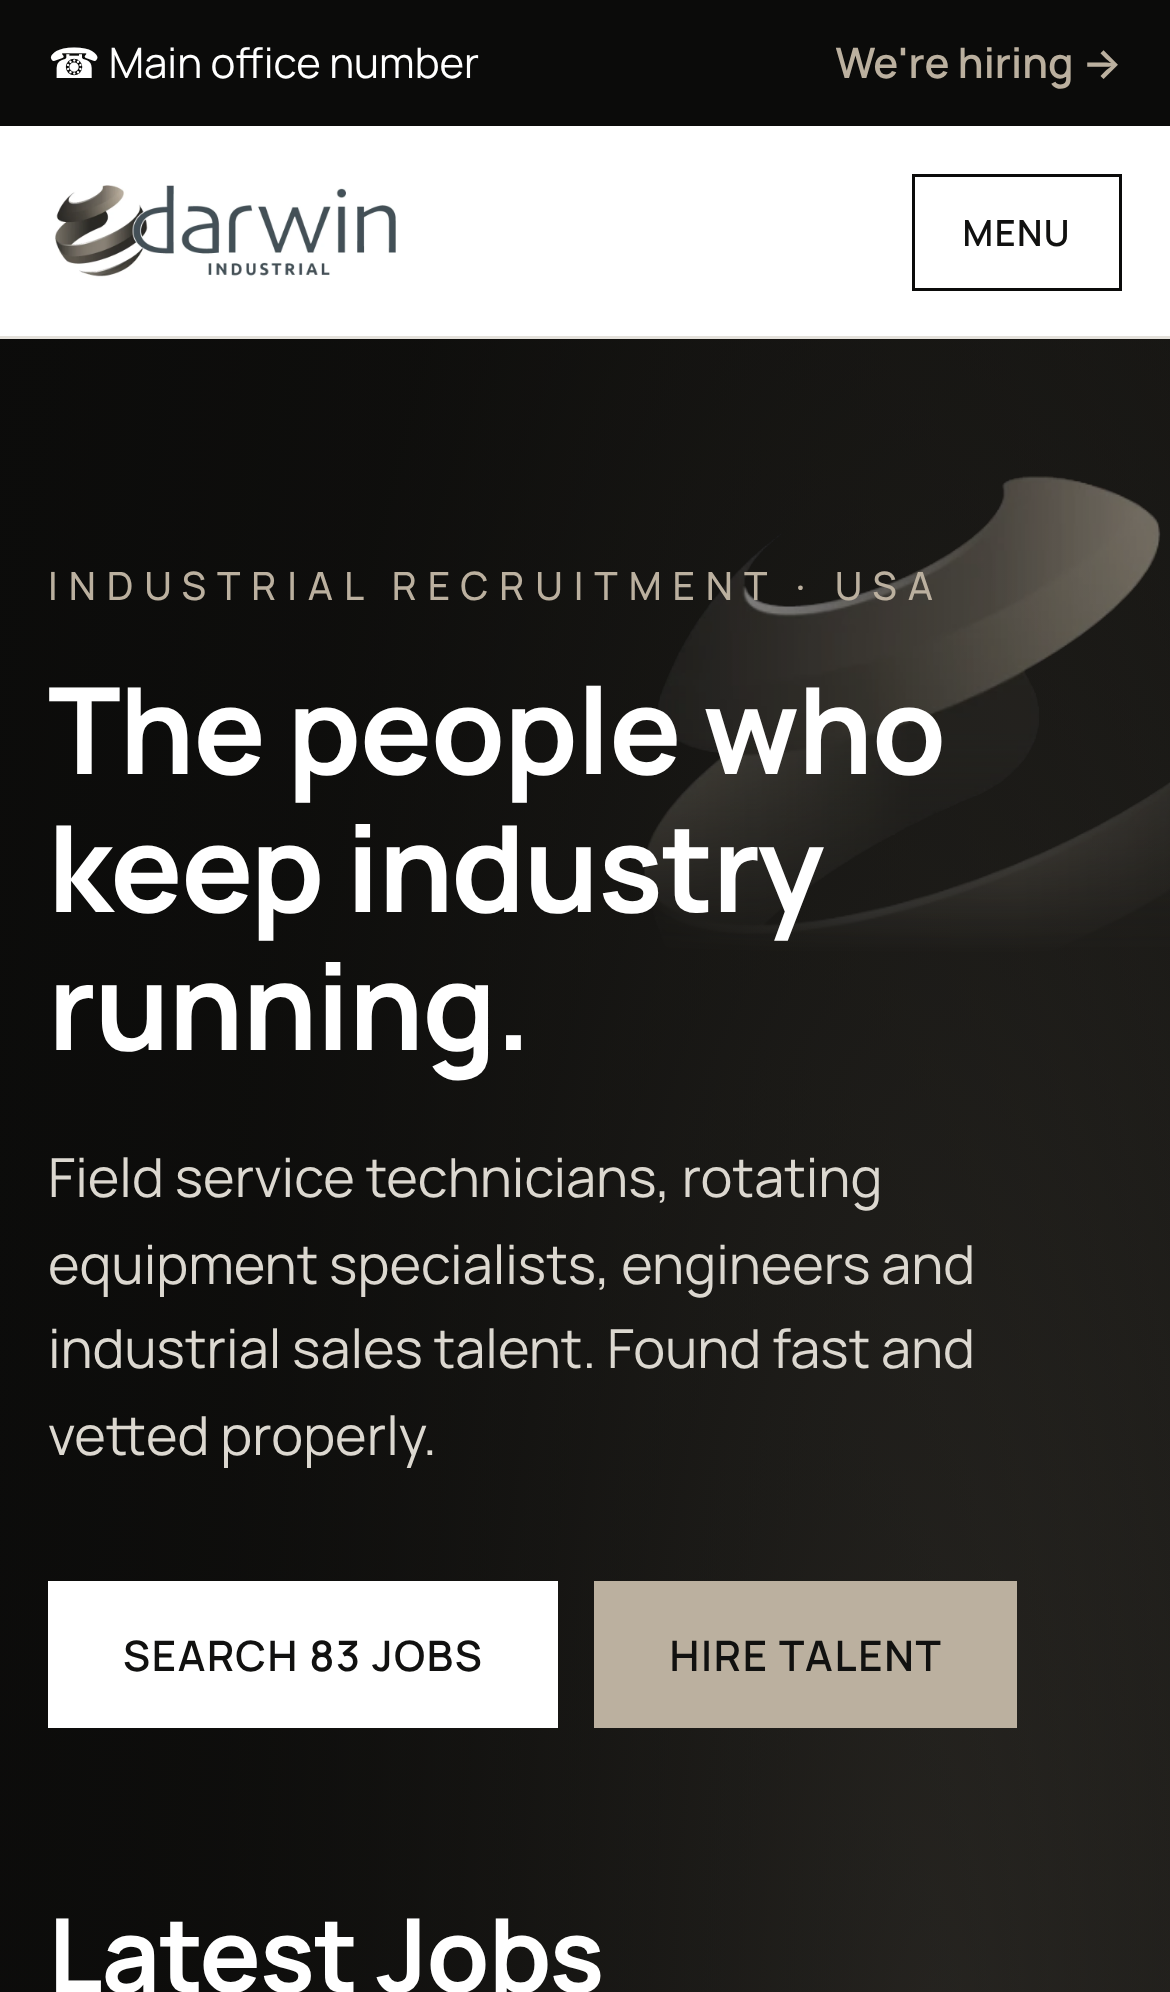 ☎ Main office number
We're hiring →
darwin
INDUSTRIAL
MENU
INDUSTRIAL RECRUITMENT · USA
The people who
keep industry
running.
Field service technicians, rotating
equipment specialists, engineers and
industrial sales talent. Found fast and
vetted properly.
SEARCH 83 JOBS
HIRE TALENT
Latest Jobs